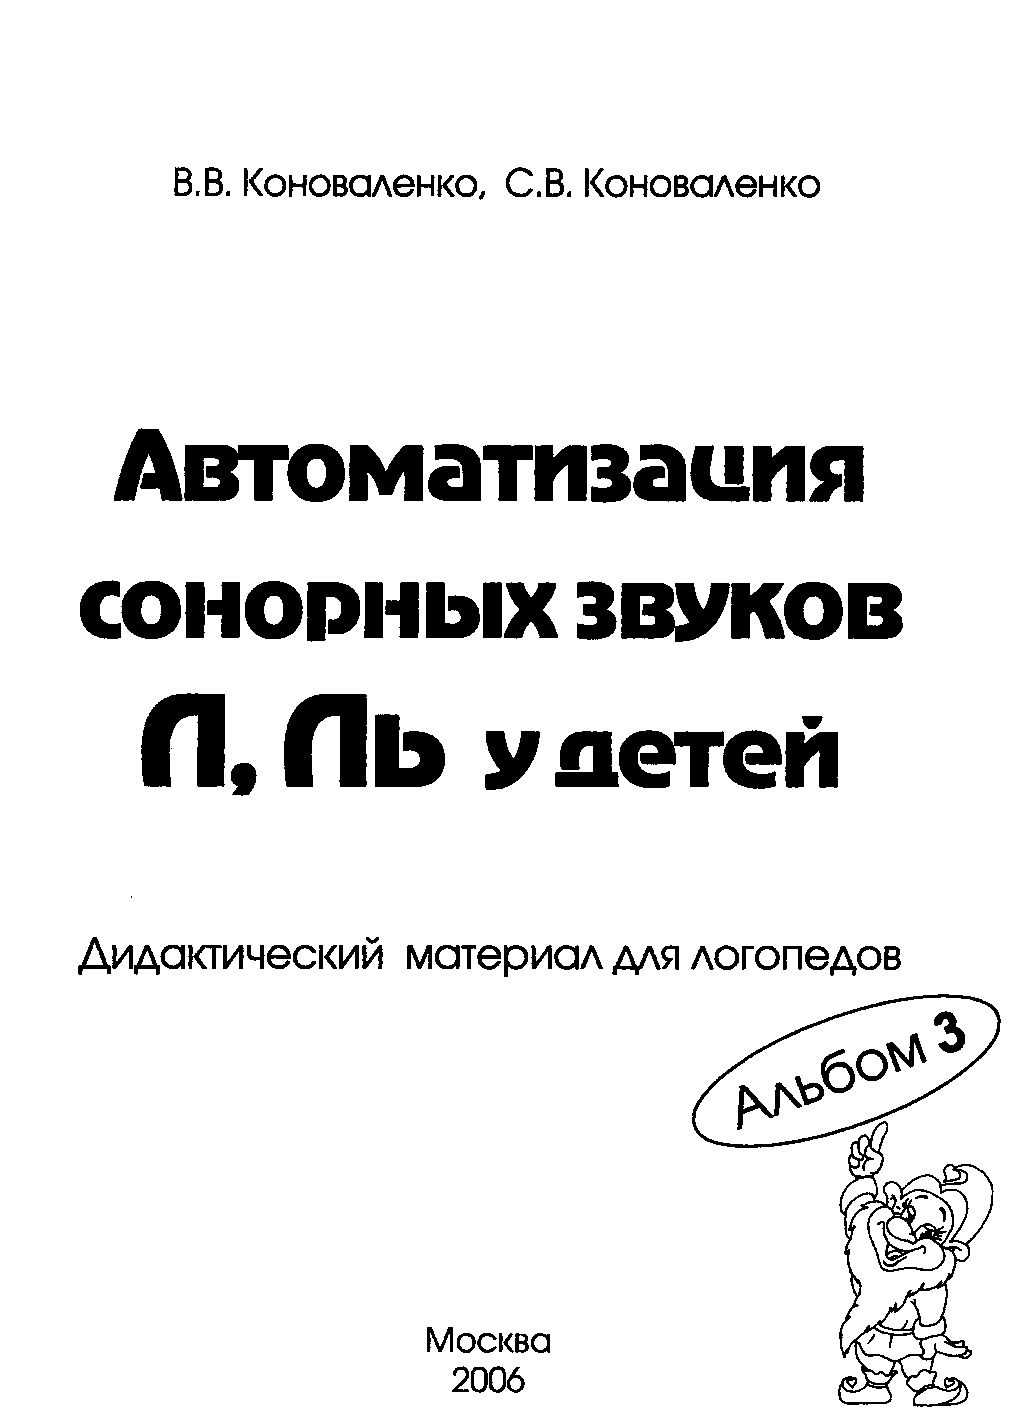 В.В. Коноваленко, С.В. Коноваленко
Автоматизация
сонорных звуков
Л, Ль у детей
Дидактический материал для логопедов
Альбом 3
Москва
2006